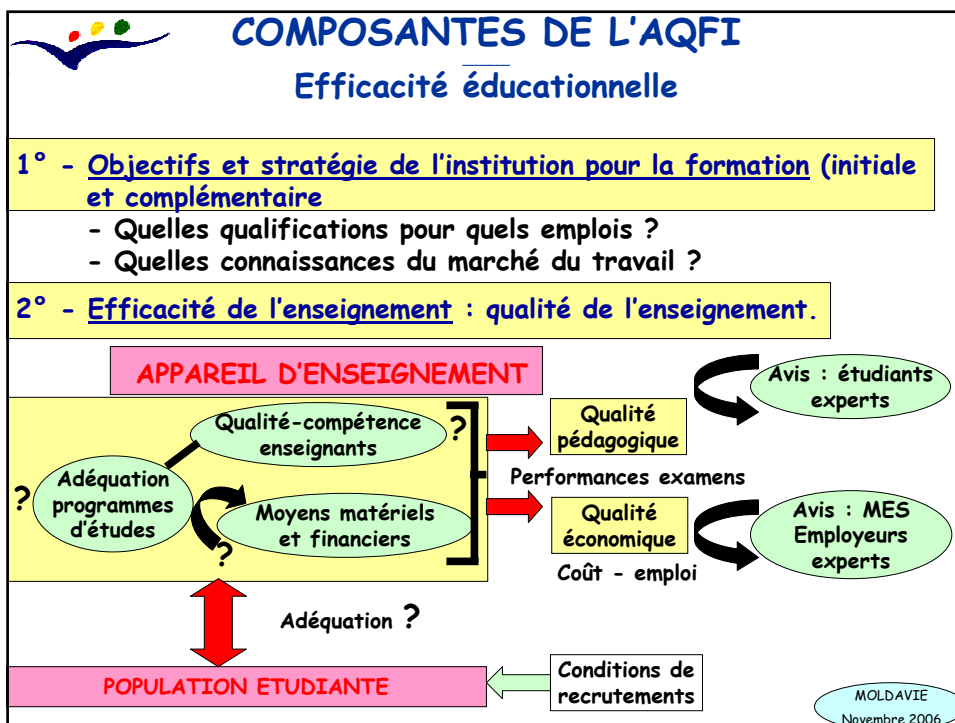 COMPOSANTES DE L'AQFI
Efficacité éducationnelle
1° - Objectifs et stratégie de l'institution pour la formation (initiale
et complémentaire
- Quelles qualifications pour quels emplois ?
- Quelles connaissances du marché du travail ?
2° - Efficacité de l'enseignement : qualité de l'enseignement.
APPAREIL D'ENSEIGNEMENT
Qualité-compétence
enseignants
?
?
Adéquation
programmes
d'études
Moyens matériels
et financiers
?
Qualité
pédagogique
Avis : étudiants
experts
Performances examens
Qualité
économique
Avis : MES
Employeurs
experts
Coût - emploi
Adéquation ?
POPULATION ETUDIANTE
Conditions de
recrutements
MOLDAVIE
Novembre 2006